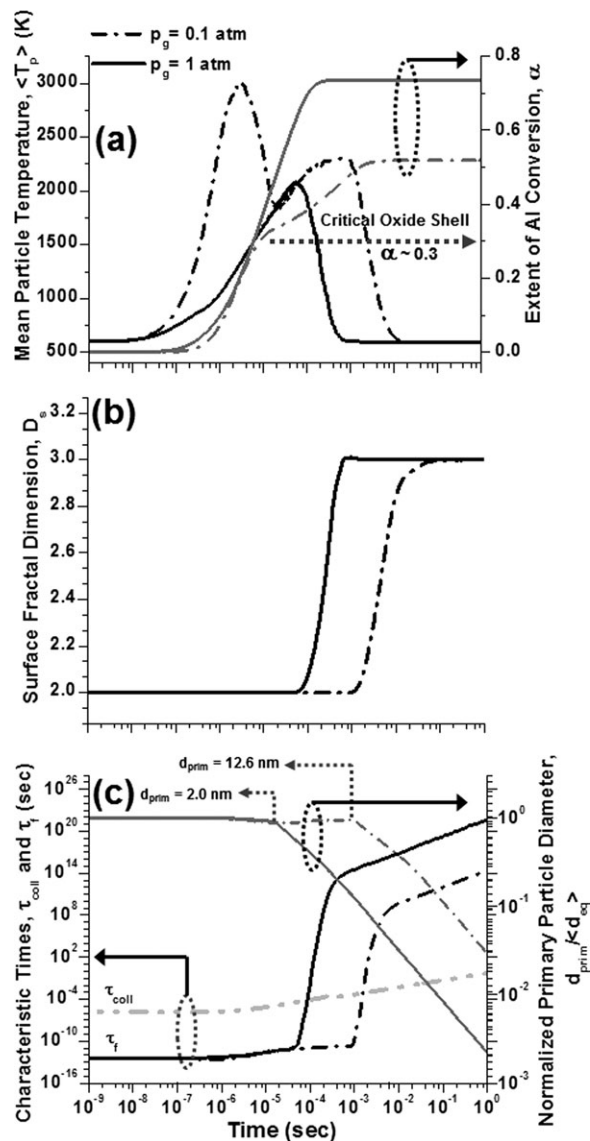 p_g = 0.1 atm
p_g = 1 atm
(a)
Mean Particle Temperature, <T_p> (K)
3000
2500
2000
1500
1000
500
0.8
0.6
0.4
0.2
0.0
Extent of Al Conversion, α
Critical Oxide Shell
α ~ 0.3
(b)
Surface Fractal Dimension, D_s
3.2
3.0
2.8
2.6
2.4
2.2
2.0
(c)
d_prim = 12.6 nm
d_prim = 2.0 nm
Characteristic Times, τ_coll and τ_f (sec)
10^26
10^20
10^14
10^8
10^2
10^-4
10^-10
10^-16
τ_coll
τ_f
10^0
10^-1
10^-2
10^-3
Normalized Primary Particle Diameter,
d_prim/<d_eq>
10^-9 10^-8 10^-7 10^-6 10^-5 10^-4 10^-3 10^-2 10^-1 10^0
Time (sec)